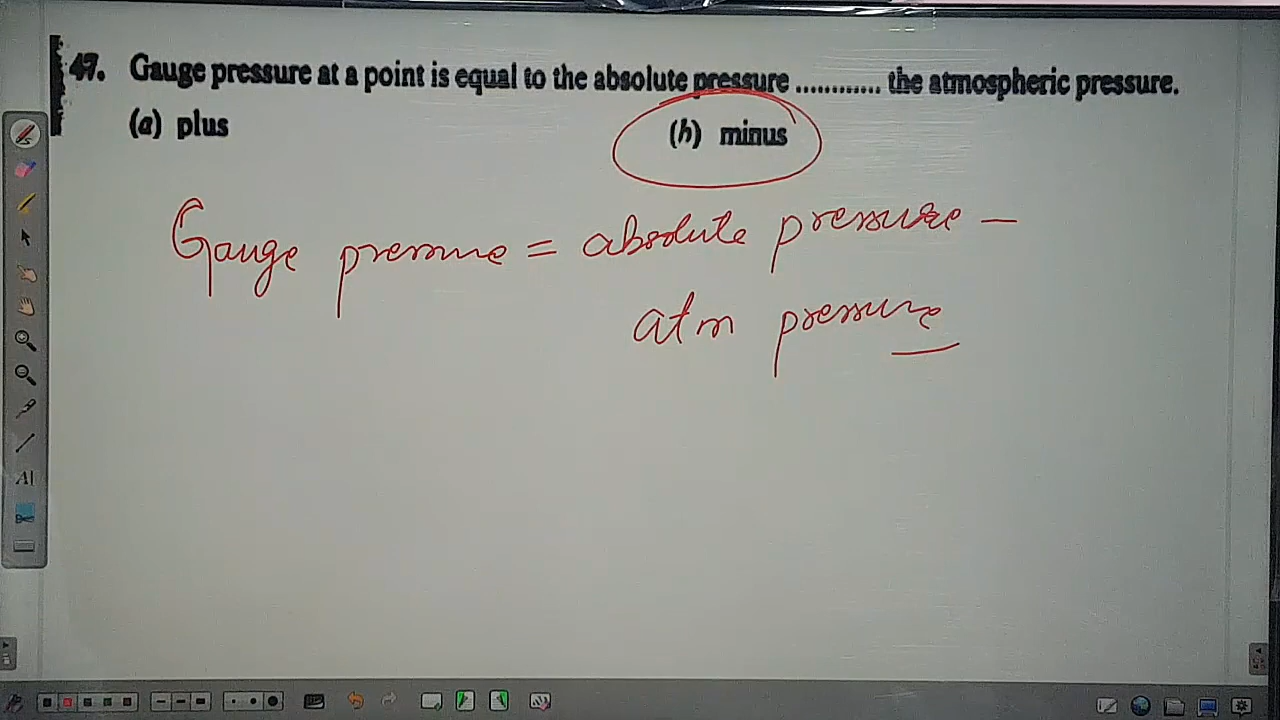 47. Gauge pressure at a point is equal to the absolute pressure ............ the atmospheric pressure.
(a) plus (b) minus
Gauge pressure = absolute pressure –
atm pressure
AI